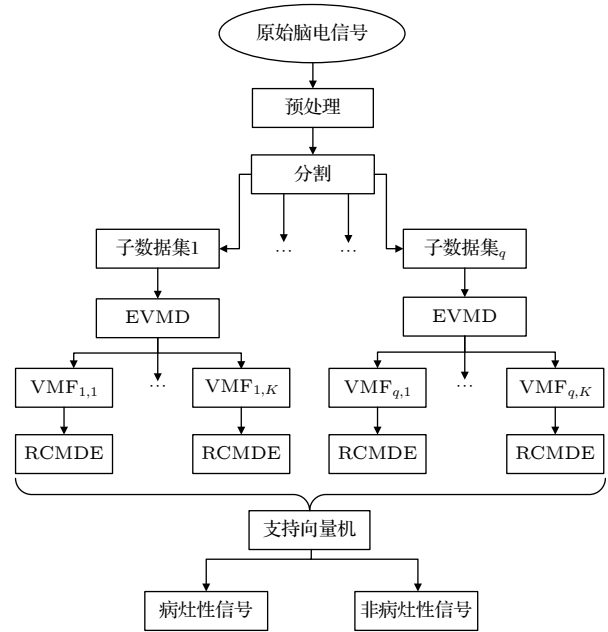 原始脑电信号
预处理
分割
子数据集1 … … 子数据集q
EVMD EVMD
VMF1,1 … VMF1,K VMFq,1 … VMFq,K
RCMDE RCMDE RCMDE RCMDE
支持向量机
病灶性信号 非病灶性信号